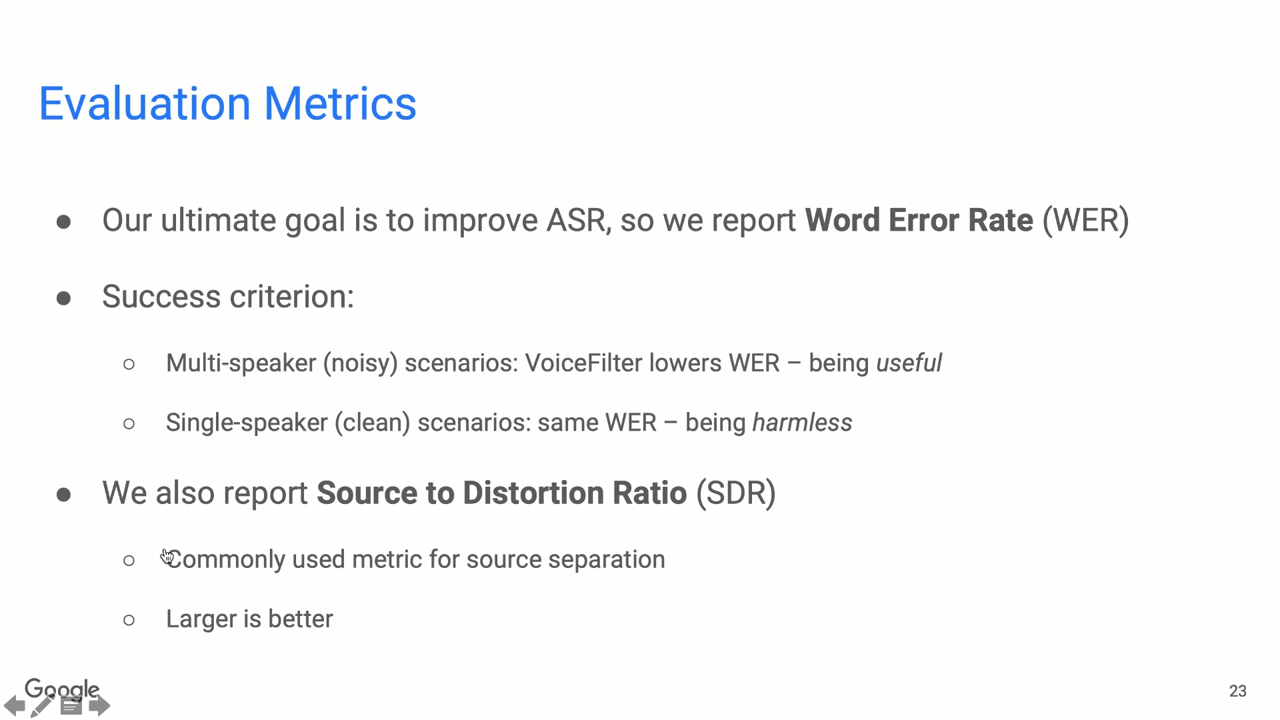 Evaluation Metrics
● Our ultimate goal is to improve ASR, so we report Word Error Rate (WER)
● Success criterion:
○ Multi-speaker (noisy) scenarios: VoiceFilter lowers WER – being useful
○ Single-speaker (clean) scenarios: same WER – being harmless
● We also report Source to Distortion Ratio (SDR)
○ Commonly used metric for source separation
○ Larger is better
Google
23